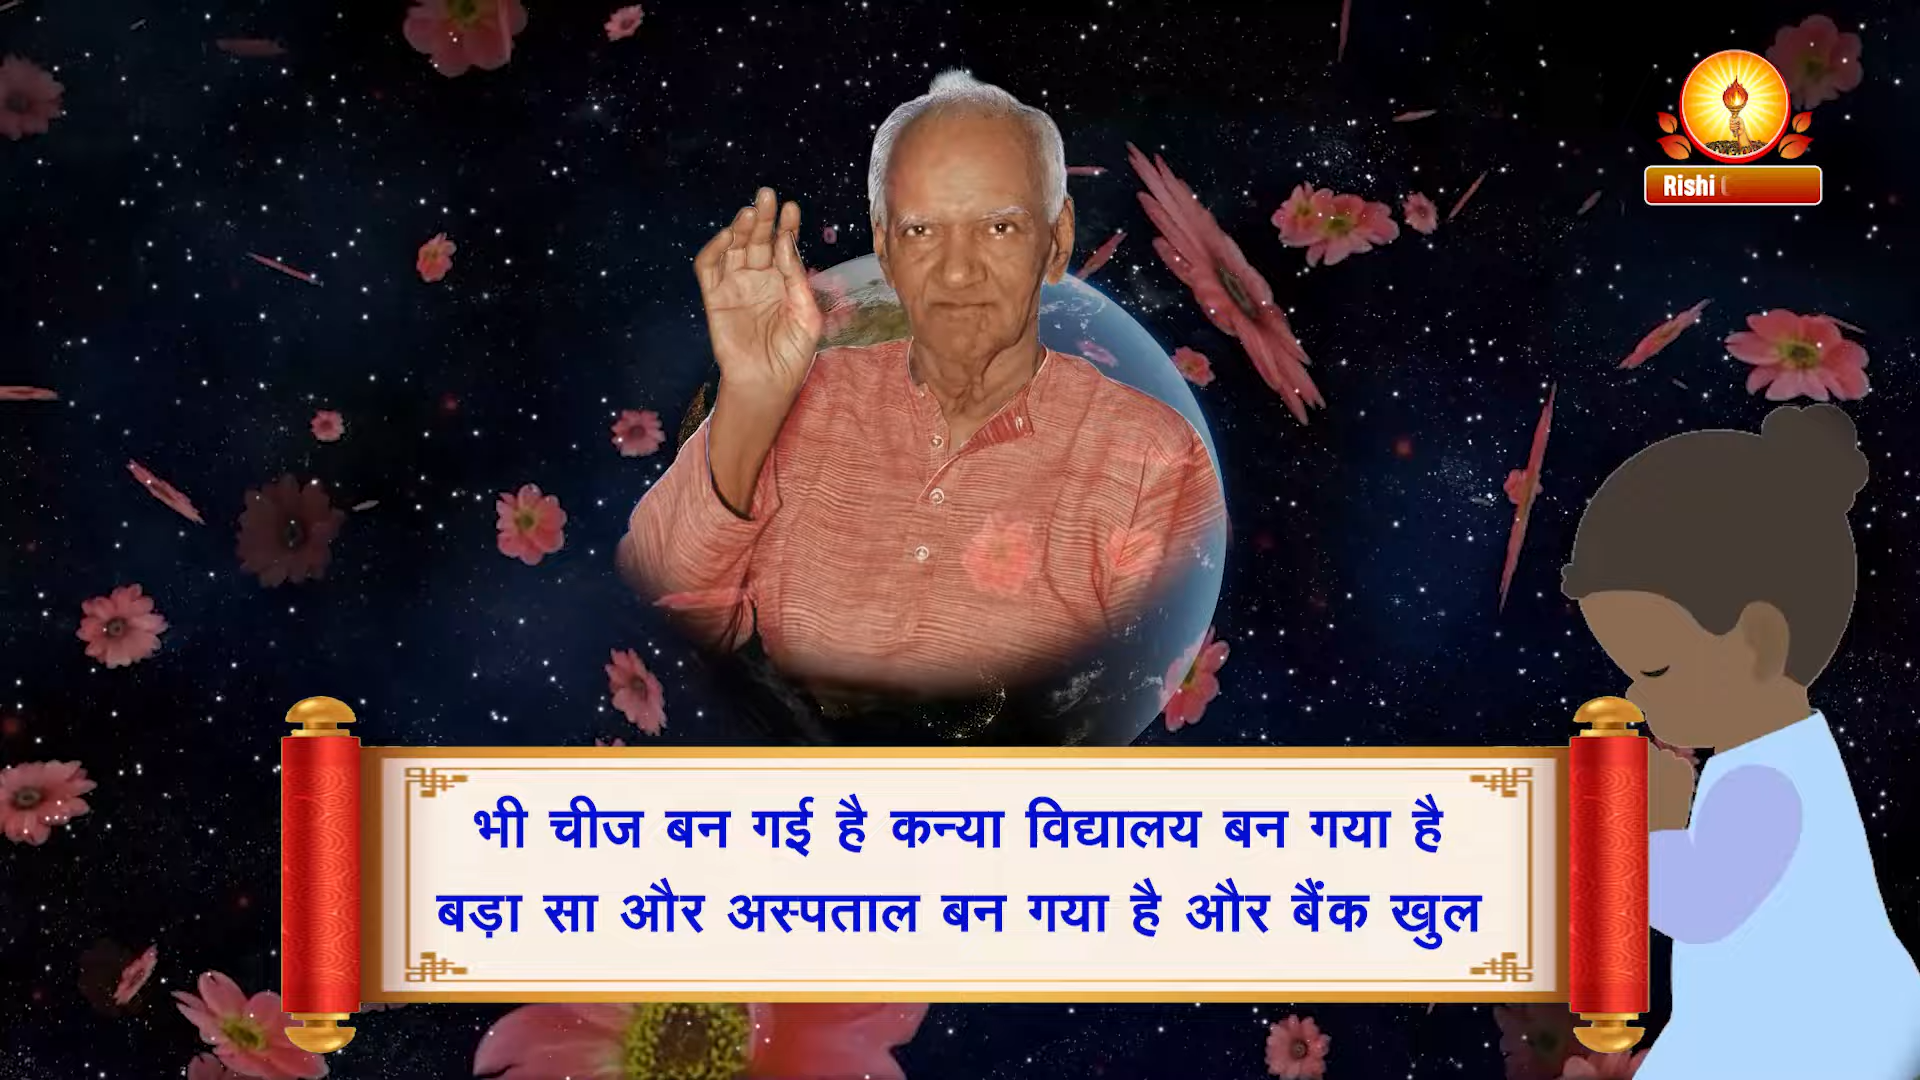 Rishi
भी चीज बन गई है कन्या विद्यालय बन गया है
बड़ा सा और अस्पताल बन गया है और बैंक खुल